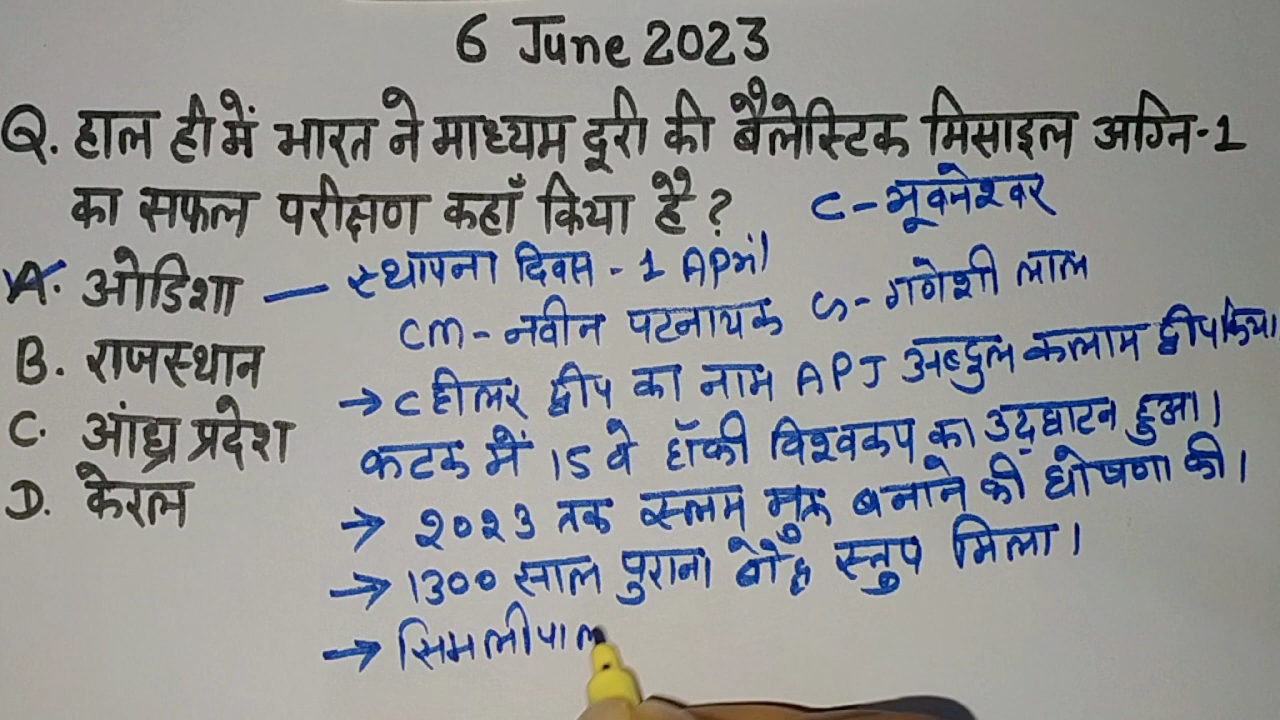 6 June 2023
Q. हाल ही में भारत ने माध्यम दूरी की बैलेस्टिक मिसाइल अग्नि-1
का सफल परीक्षण कहाँ किया है ?
C - भूवनेश्वर
A. ओडिशा — स्थापना दिवस - 1 APril
CM - नवीन पटनायक G - गणेशी लाल
B. राजस्थान
→ C हीलर द्वीप का नाम APJ अब्दुल कलाम द्वीप किया
C. आंध्र प्रदेश
कटक में 15 वे हॉकी विश्वकप का उद्घाटन हुआ।
D. केरल
→ 2023 तक स्लम मुक्त बनाने की घोषणा की।
→ 1300 साल पुराना बौद्ध स्तुप मिला।
→ सिमलीपाल